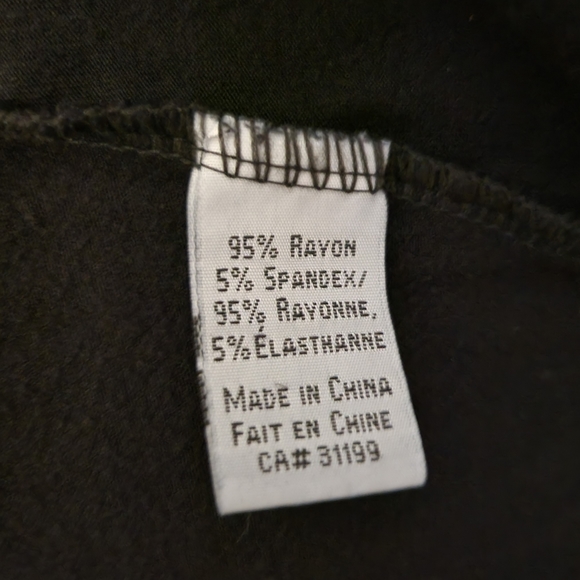 95% RAYON
5% SPANDEX/
95% RAYONNE,
5% ÉLASTHANNE
MADE IN CHINA
FAIT EN CHINE
CA# 31199